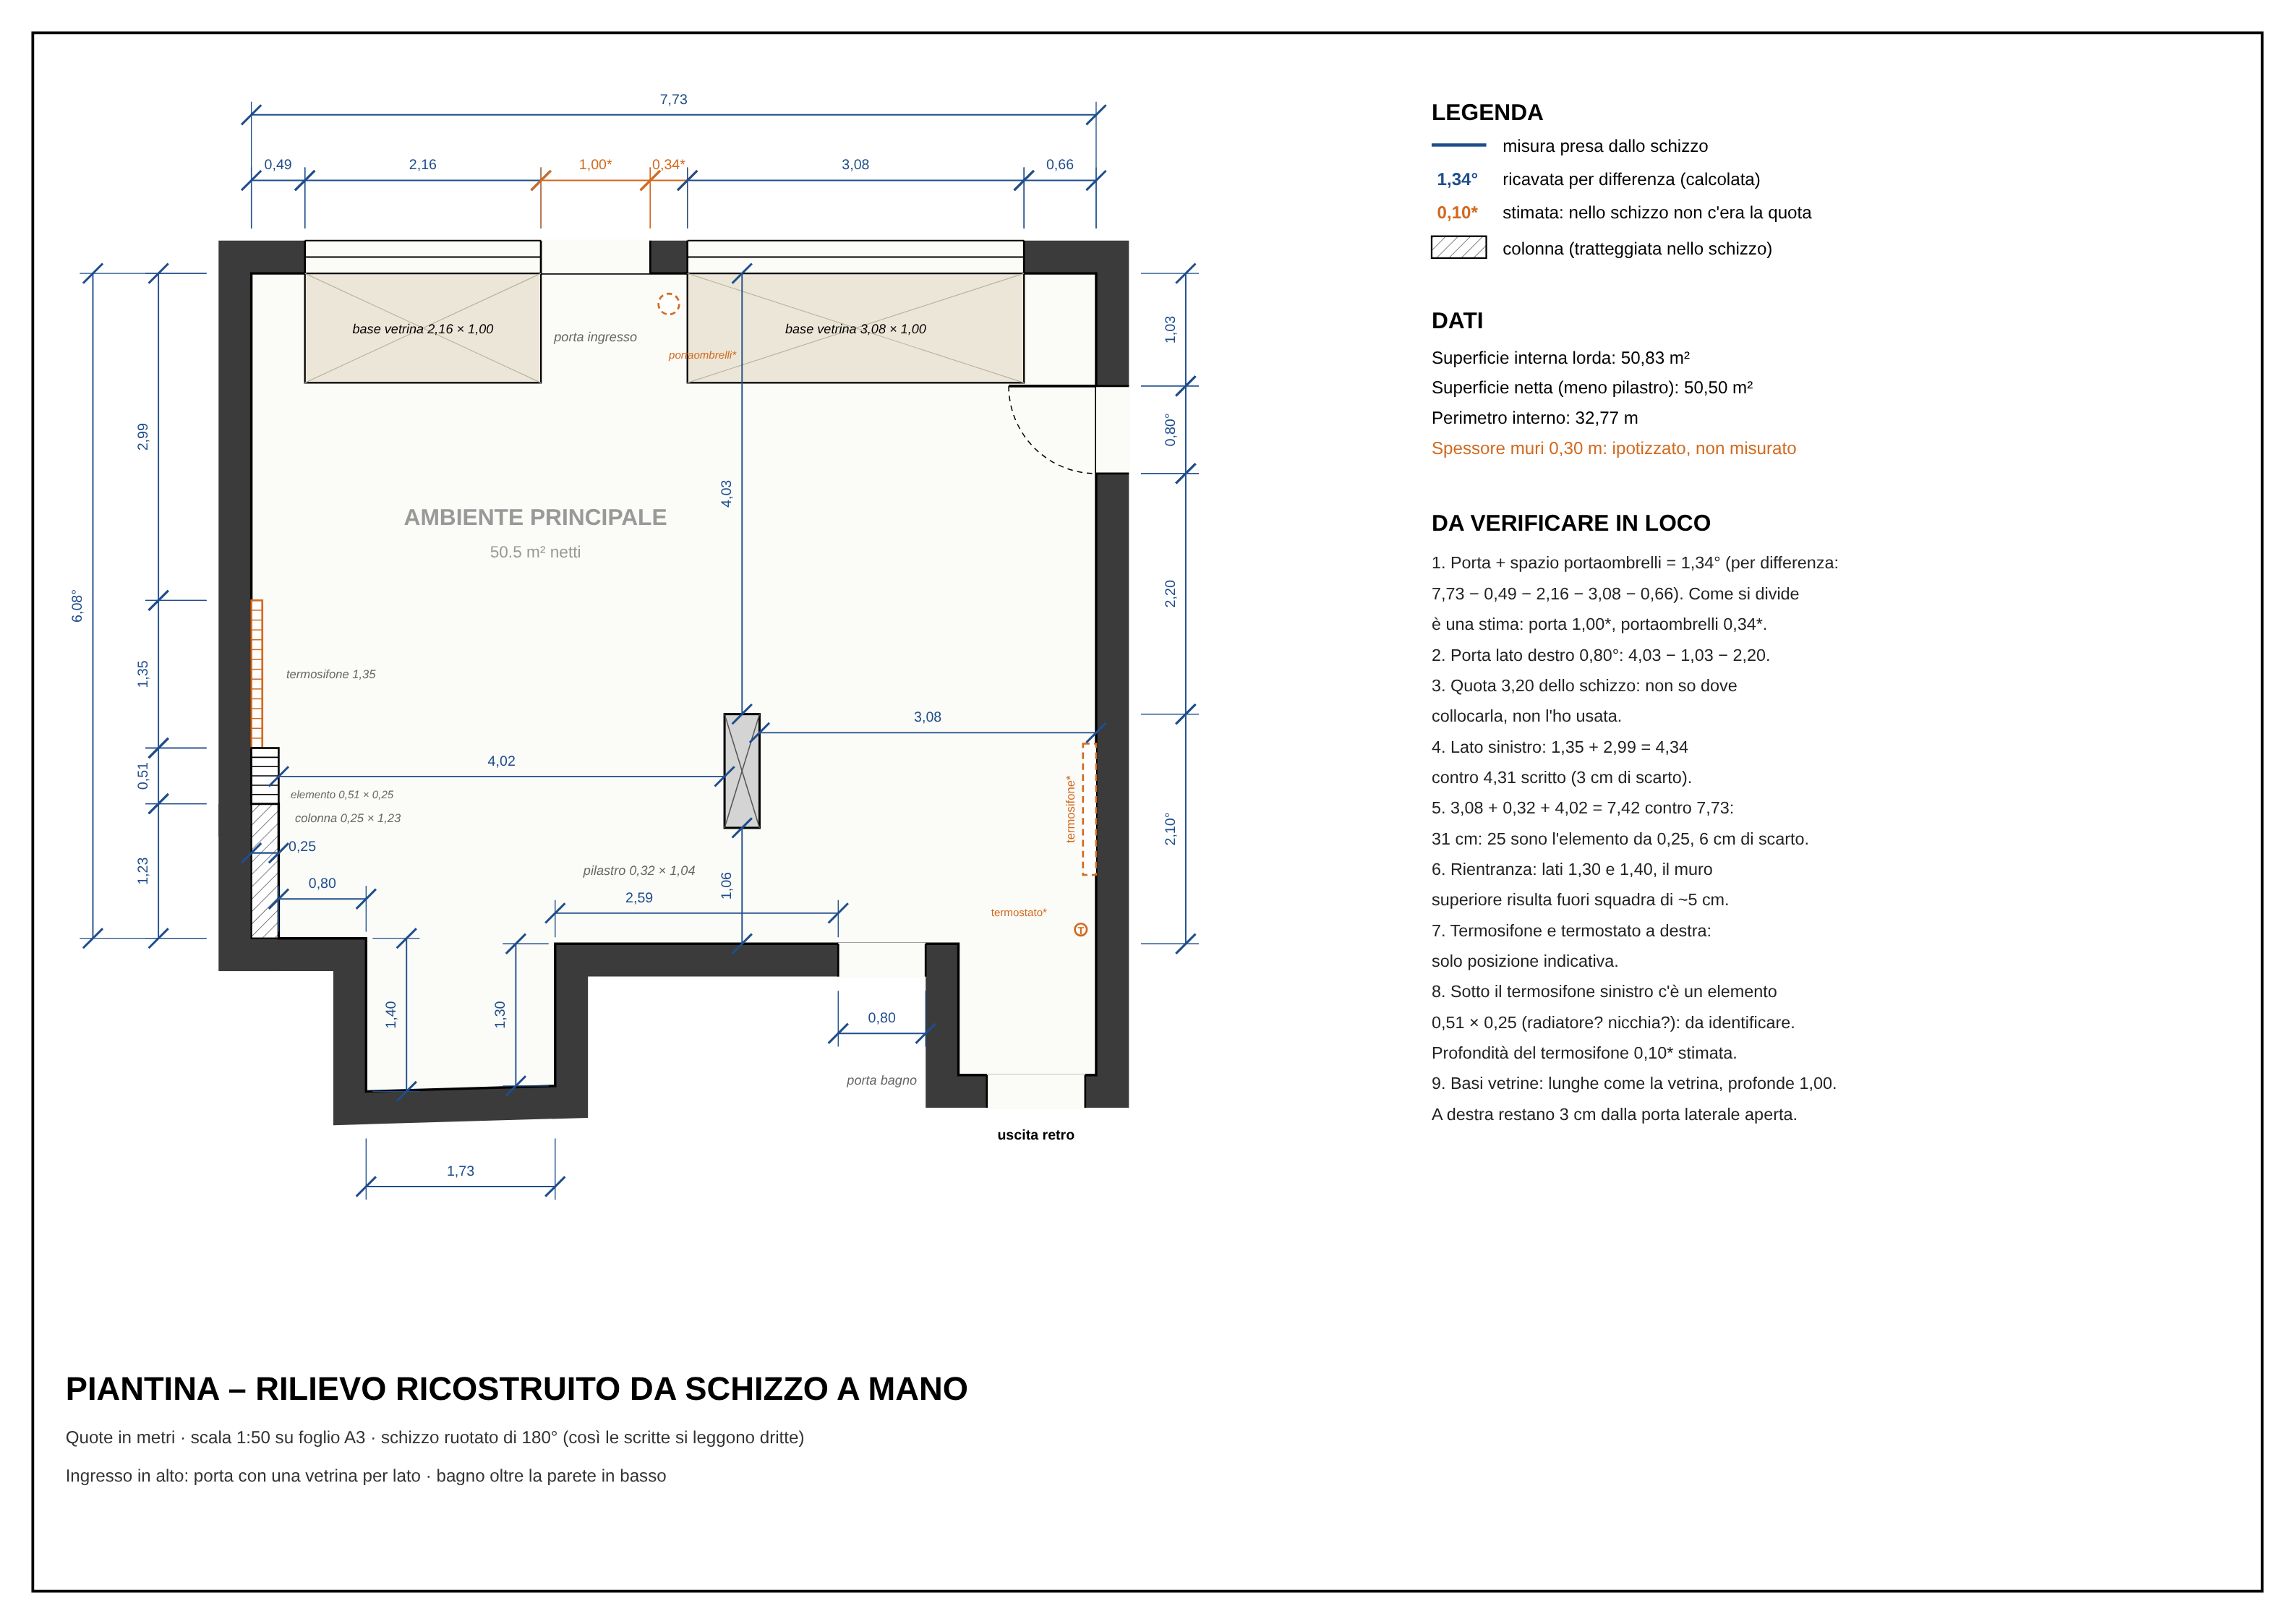 7,73
0,49
2,16
1,00*
0,34*
3,08
0,66
base vetrina 2,16 × 1,00
porta ingresso
portaombrelli*
base vetrina 3,08 × 1,00
1,03
2,99
0,80°
4,03
AMBIENTE PRINCIPALE
50.5 m² netti
6,08°
2,20
1,35
termosifone 1,35
3,08
4,02
0,51
elemento 0,51 × 0,25
colonna 0,25 × 1,23
termosifone*
2,10°
0,25
1,23
0,80
pilastro 0,32 × 1,04
2,59
1,06
termostato*
T
1,40
1,30
0,80
porta bagno
uscita retro
1,73
LEGENDA
misura presa dallo schizzo
1,34° ricavata per differenza (calcolata)
0,10* stimata: nello schizzo non c'era la quota
colonna (tratteggiata nello schizzo)
DATI
Superficie interna lorda: 50,83 m²
Superficie netta (meno pilastro): 50,50 m²
Perimetro interno: 32,77 m
Spessore muri 0,30 m: ipotizzato, non misurato
DA VERIFICARE IN LOCO
1. Porta + spazio portaombrelli = 1,34° (per differenza:
7,73 − 0,49 − 2,16 − 3,08 − 0,66). Come si divide
è una stima: porta 1,00*, portaombrelli 0,34*.
2. Porta lato destro 0,80°: 4,03 − 1,03 − 2,20.
3. Quota 3,20 dello schizzo: non so dove
collocarla, non l'ho usata.
4. Lato sinistro: 1,35 + 2,99 = 4,34
contro 4,31 scritto (3 cm di scarto).
5. 3,08 + 0,32 + 4,02 = 7,42 contro 7,73:
31 cm: 25 sono l'elemento da 0,25, 6 cm di scarto.
6. Rientranza: lati 1,30 e 1,40, il muro
superiore risulta fuori squadra di ~5 cm.
7. Termosifone e termostato a destra:
solo posizione indicativa.
8. Sotto il termosifone sinistro c'è un elemento
0,51 × 0,25 (radiatore? nicchia?): da identificare.
Profondità del termosifone 0,10* stimata.
9. Basi vetrine: lunghe come la vetrina, profonde 1,00.
A destra restano 3 cm dalla porta laterale aperta.
PIANTINA – RILIEVO RICOSTRUITO DA SCHIZZO A MANO
Quote in metri · scala 1:50 su foglio A3 · schizzo ruotato di 180° (così le scritte si leggono dritte)
Ingresso in alto: porta con una vetrina per lato · bagno oltre la parete in basso